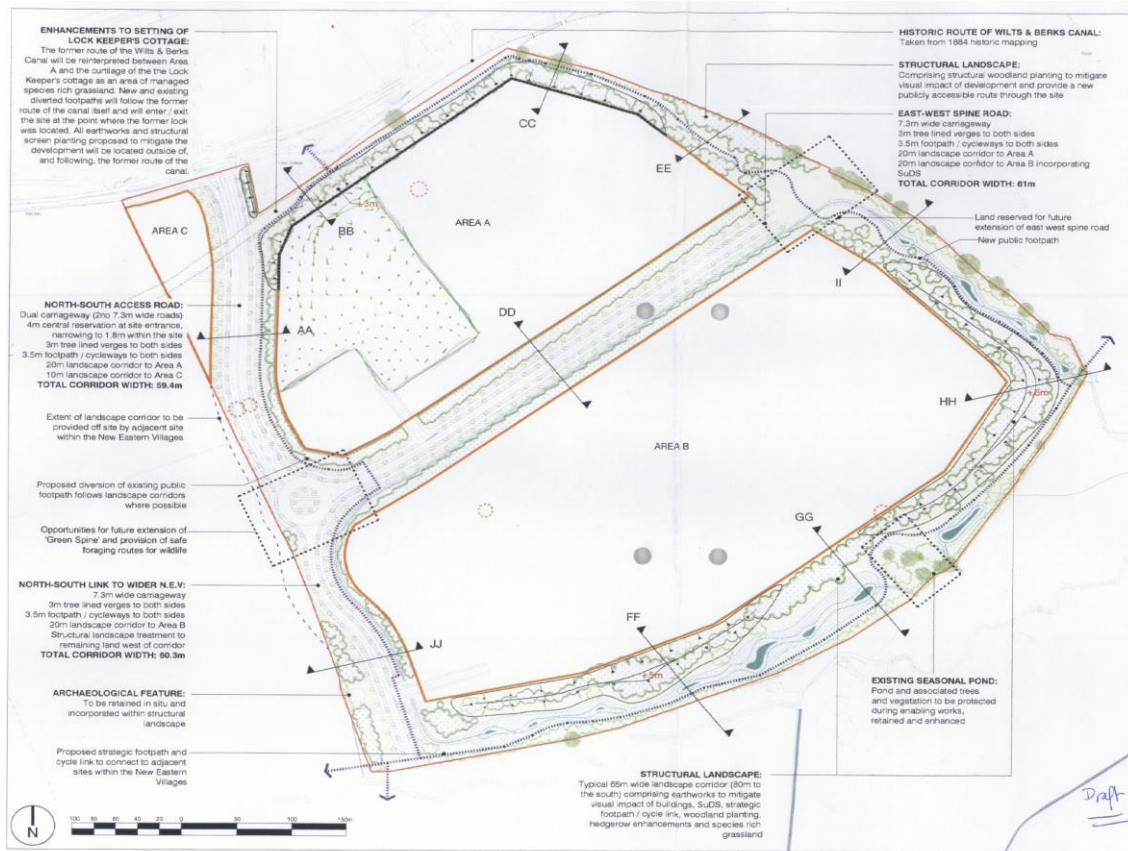 ENHANCEMENTS TO SETTING OF
LOCK KEEPER'S COTTAGE:
The former route of the Wilts & Berks
Canal will be reinterpreted between Area
A and the curtilage of the the Lock
Keeper's cottage as an area of managed
species rich grassland. New and existing
diverted footpaths will follow the former
route of the canal itself and will enter / exit
the site at the point where the former lock
was located. All earthworks and structural
screen planting proposed to mitigate the
development will be located outside of,
and following, the former route of the
canal.
HISTORIC ROUTE OF WILTS & BERKS CANAL:
Taken from 1884 historic mapping
STRUCTURAL LANDSCAPE:
Comprising structural woodland planting to mitigate
visual impact of development and provide a new
publicly accessible route through the site
EAST-WEST SPINE ROAD:
7.3m wide carriageway
3m tree lined verges to both sides
3.5m footpath / cycleways to both sides
20m landscape corridor to Area A
20m landscape corridor to Area B incorporating
SuDS
TOTAL CORRIDOR WIDTH: 61m
Land reserved for future
extension of east west spine road
New public footpath
CC
EE
AREA C
BB
+3m
AREA A
II
AA
DD
HH
+6m
AREA B
GG
FF
+5m
JJ
NORTH-SOUTH ACCESS ROAD:
Dual carriageway (2no 7.3m wide roads)
4m central reservation at site entrance,
narrowing to 1.8m within the site
3m tree lined verges to both sides
3.5m footpath / cycleways to both sides
20m landscape corridor to Area A
10m landscape corridor to Area C
TOTAL CORRIDOR WIDTH: 59.4m
Extent of landscape corridor to be
provided off site by adjacent site
within the New Eastern Villages
Proposed diversion of existing public
footpath follows landscape corridors
where possible
Opportunities for future extension of
'Green Spine' and provision of safe
foraging routes for wildlife
NORTH-SOUTH LINK TO WIDER N.E.V:
7.3m wide carriageway
3m tree lined verges to both sides
3.5m footpath / cycleways to both sides
20m landscape corridor to Area B
Structural landscape treatment to
remaining land west of corridor
TOTAL CORRIDOR WIDTH: 60.3m
ARCHAEOLOGICAL FEATURE:
To be retained in situ and
incorporated within structural
landscape
Proposed strategic footpath and
cycle link to connect to adjacent
sites within the New Eastern
Villages
EXISTING SEASONAL POND:
Pond and associated trees
and vegetation to be protected
during enabling works,
retained and enhanced
STRUCTURAL LANDSCAPE:
Typical 65m wide landscape corridor (80m to
the south) comprising earthworks to mitigate
visual impact of buildings, SuDS, strategic
footpath / cycle link, woodland planting,
hedgerow enhancements and species rich
grassland
Draft
N
100 80 60 40 20 0 50 100 150m